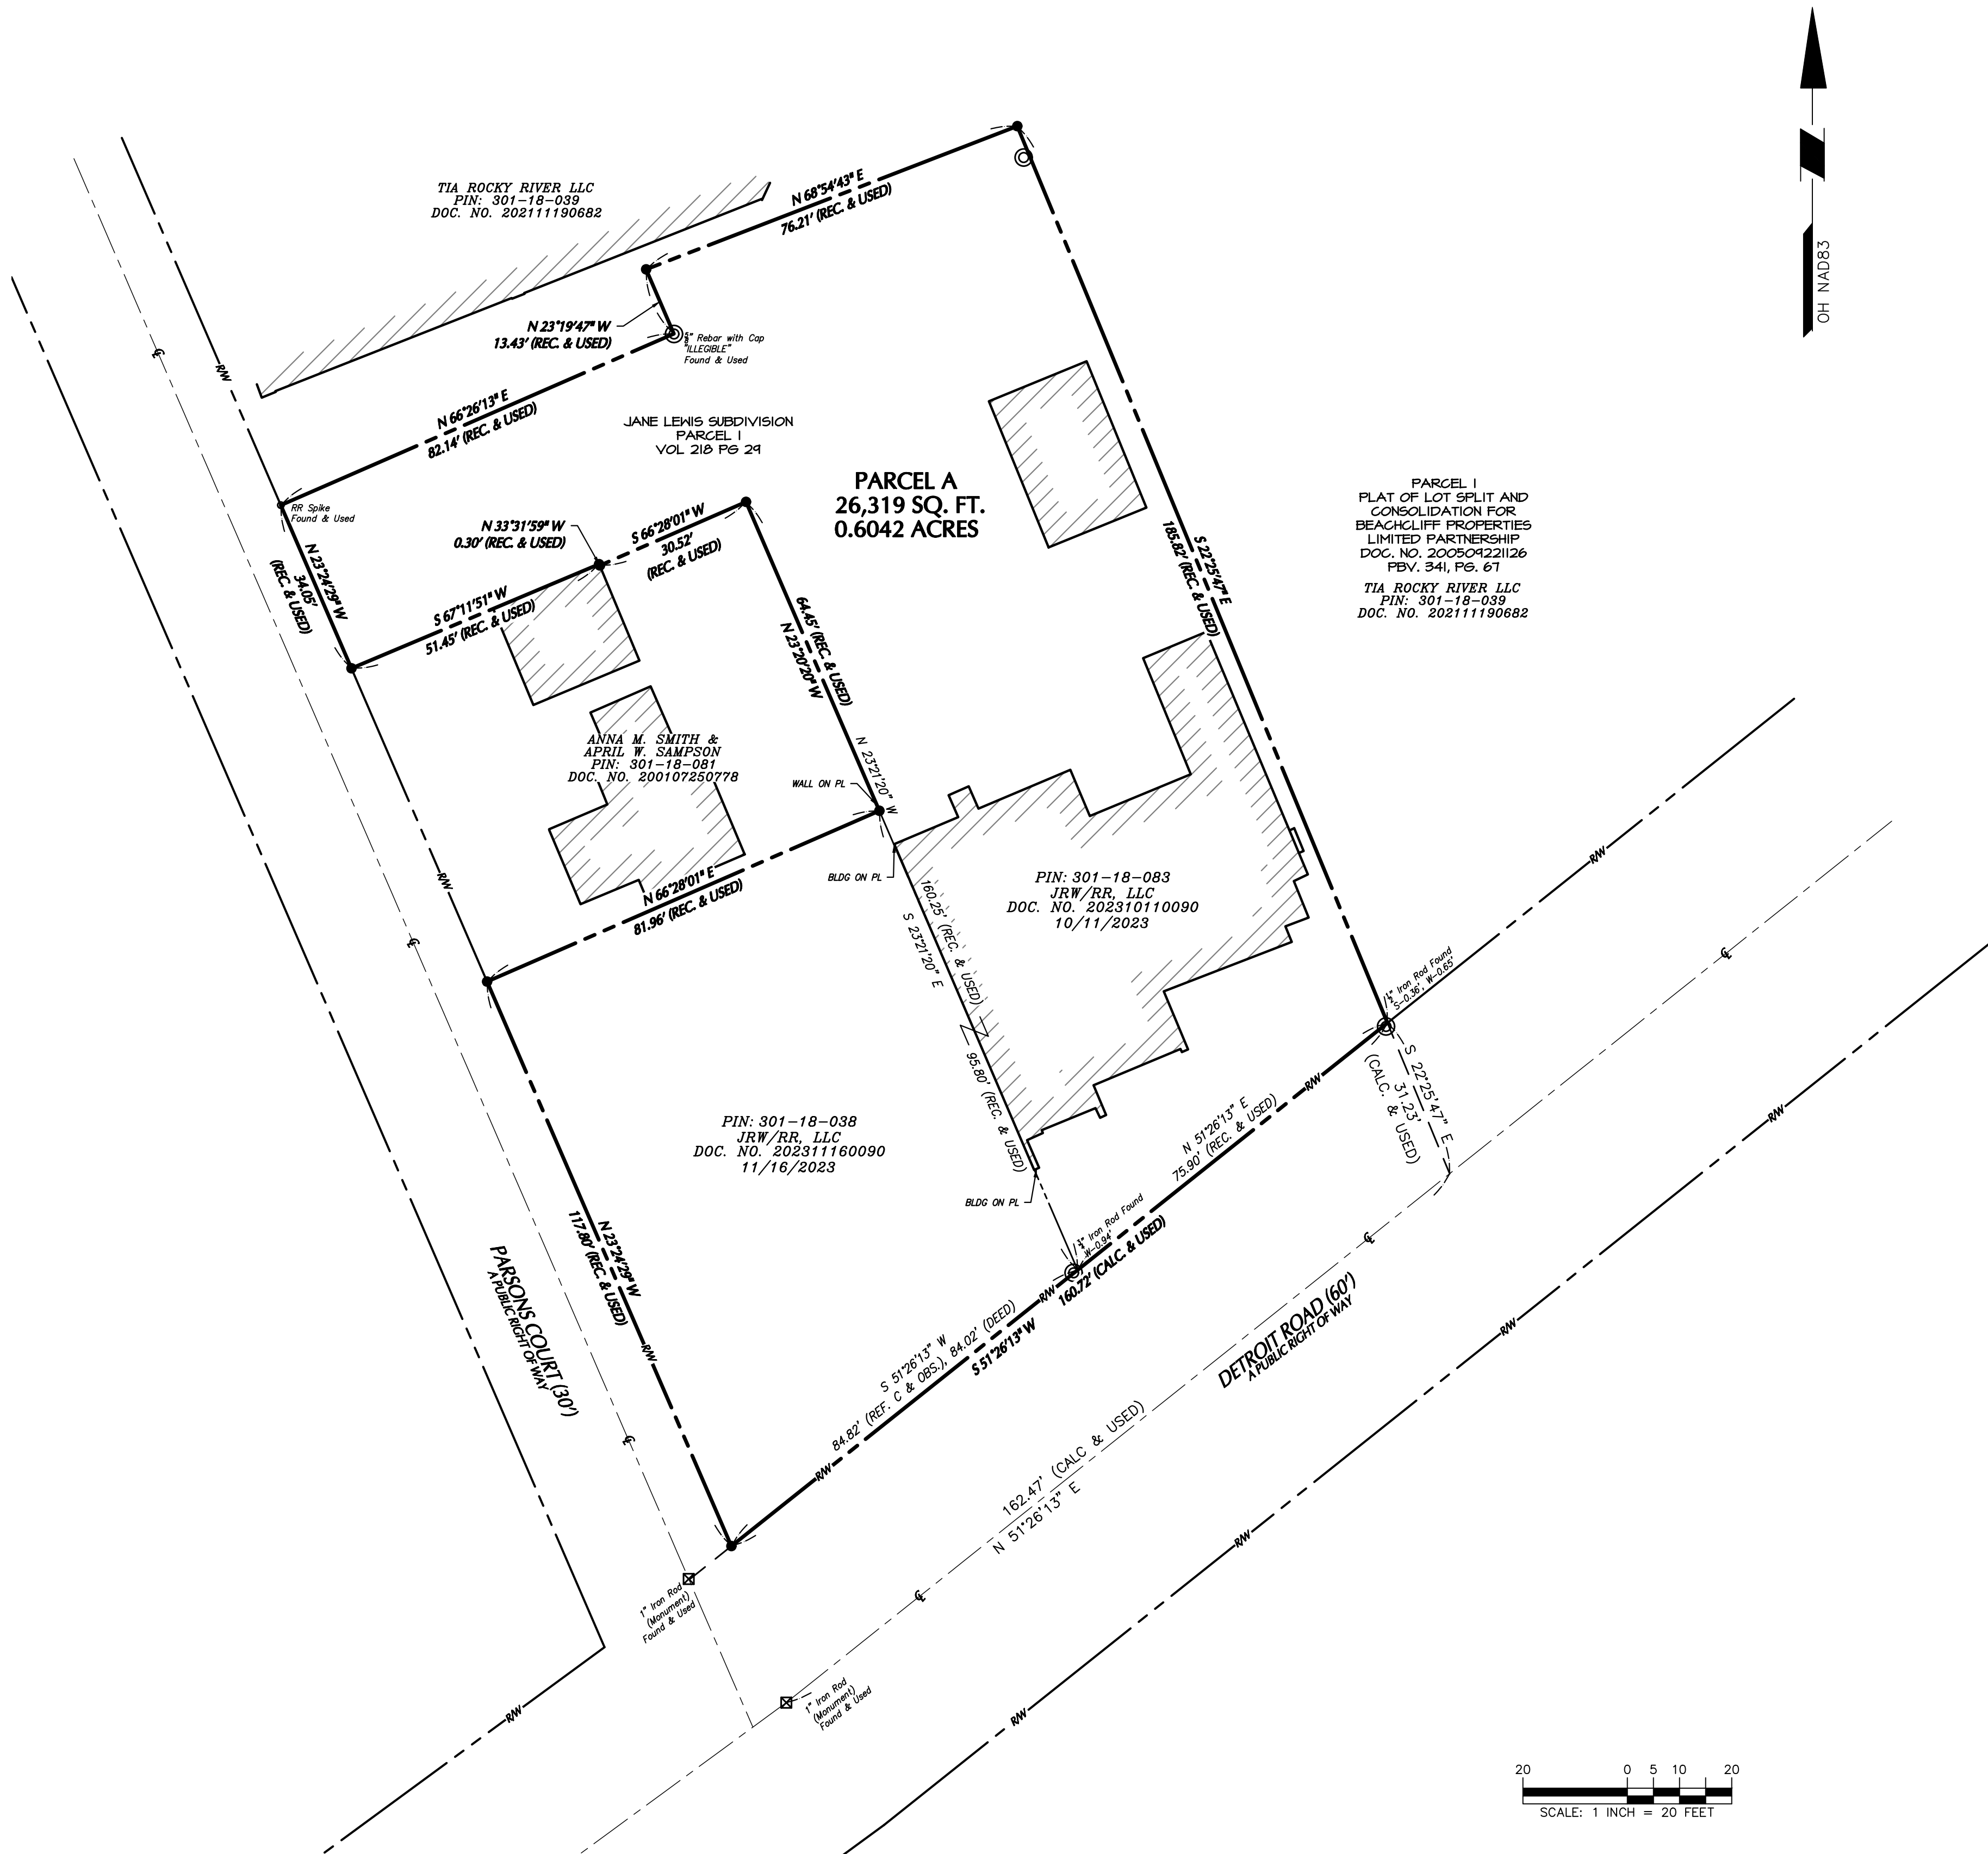 OH NAD83
TIA ROCKY RIVER LLC
PIN: 301-18-039
DOC. NO. 202111190682
N 68°54'43" E
76.21' (REC. & USED)
N 23°19'47" W
13.43' (REC. & USED)
5/8" Rebar with Cap
"ILLEGIBLE"
Found & Used
R/W
N 66°26'13" E
82.14' (REC. & USED)
JANE LEWIS SUBDIVISION
PARCEL 1
VOL 218 PG 29
PARCEL A
26,319 SQ. FT.
0.6042 ACRES
PARCEL 1
PLAT OF LOT SPLIT AND
CONSOLIDATION FOR
BEACHCLIFF PROPERTIES
LIMITED PARTNERSHIP
DOC. NO. 200509221126
PBV. 341, PG. 67
TIA ROCKY RIVER LLC
PIN: 301-18-039
DOC. NO. 202111190682
RR Spike
Found & Used
N 23°24'29" W
34.05'
(REC. & USED)
N 33°31'59" W
0.30' (REC. & USED)
S 66°28'01" W
30.52'
(REC. & USED)
S 67°11'51" W
51.45' (REC. & USED)
S 22°25'47" E
185.82' (REC. & USED)
64.45' (REC. & USED)
N 23°20'20" W
ANNA M. SMITH &
APRIL W. SAMPSON
PIN: 301-18-081
DOC. NO. 200107250778
WALL ON PL
N 23°21'20" W
BLDG ON PL
160.25' (REC. & USED)
S 23°21'20" E
95.80' (REC. & USED)
PIN: 301-18-083
JRW/RR, LLC
DOC. NO. 202310110090
10/11/2023
R/W
R/W
N 66°28'01" E
81.96' (REC. & USED)
1/2" Iron Rod Found
S-0.36', W-0.65'
S 22°25'47" E
31.23'
(CALC. & USED)
R/W
R/W
N 51°26'13" E
75.90' (REC. & USED)
PIN: 301-18-038
JRW/RR, LLC
DOC. NO. 202311160090
11/16/2023
BLDG ON PL
3/4" Iron Rod Found
W-0.94'
160.72' (CALC. & USED)
S 51°26'13" W
R/W
N 23°24'29" W
117.80' (REC. & USED)
R/W
PARSONS COURT (30')
A PUBLIC RIGHT OF WAY
S 51°26'13" W
84.82' (REF. C & OBS.), 84.02' (DEED)
R/W
DETROIT ROAD (60')
A PUBLIC RIGHT OF WAY
R/W
162.47' (CALC & USED)
N 51°26'13" E
R/W
1" Iron Rod
(Monument)
Found & Used
1" Iron Rod
(Monument)
Found & Used
R/W
R/W
20 0 5 10 20
SCALE: 1 INCH = 20 FEET